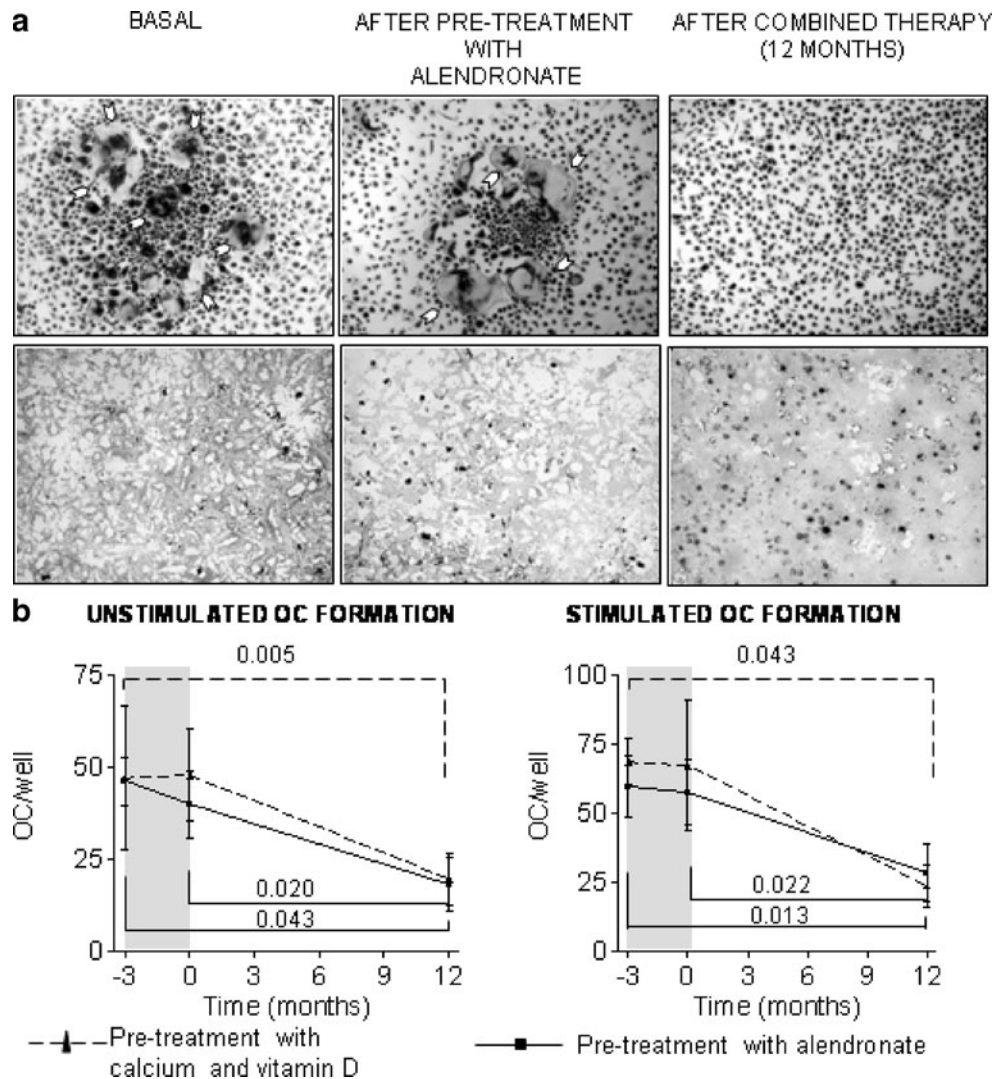 a
BASAL
AFTER PRE-TREATMENT
WITH
ALENDRONATE
AFTER COMBINED THERAPY
(12 MONTHS)
b
UNSTIMULATED OC FORMATION
0.005
75
50
25
0
OC/well
0.020
0.043
-3 0 3 6 9 12
Time (months)
STIMULATED OC FORMATION
0.043
100
75
50
25
0
OC/well
0.022
0.013
-3 0 3 6 9 12
Time (months)
Pre-treatment with
calcium and vitamin D
Pre-treatment with alendronate